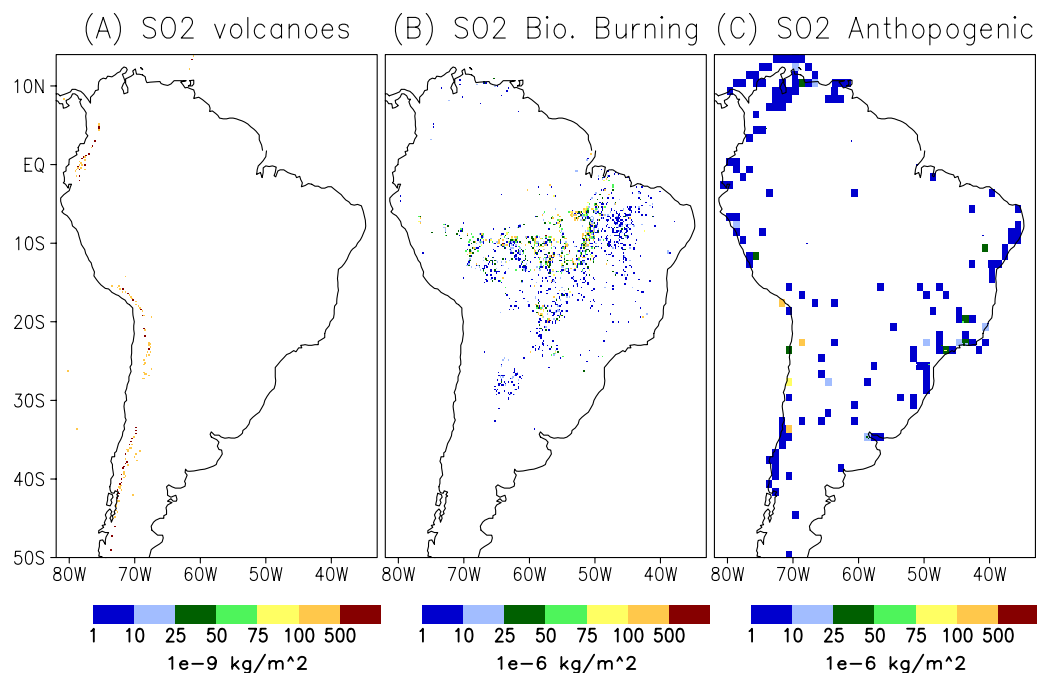 (A) SO2 volcanoes
(B) SO2 Bio. Burning
(C) SO2 Anthopogenic
10N
EQ
10S
20S
30S
40S
50S
80W 70W 60W 50W 40W
80W 70W 60W 50W 40W
80W 70W 60W 50W 40W
1 10 25 50 75 100 500
1e-9 kg/m^2
1 10 25 50 75 100 500
1e-6 kg/m^2
1 10 25 50 75 100 500
1e-6 kg/m^2